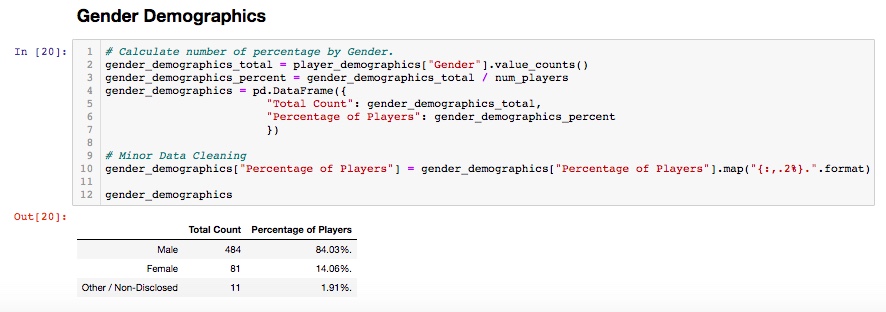 Gender Demographics
In [20]:
1 # Calculate number of percentage by Gender.
2 gender_demographics_total = player_demographics["Gender"].value_counts()
3 gender_demographics_percent = gender_demographics_total / num_players
4 gender_demographics = pd.DataFrame({
5 "Total Count": gender_demographics_total,
6 "Percentage of Players": gender_demographics_percent
7 })
8
9 # Minor Data Cleaning
10 gender_demographics["Percentage of Players"] = gender_demographics["Percentage of Players"].map("{:,.2%}.".format)
11
12 gender_demographics
Out[20]:
Total Count Percentage of Players
Male 484 84.03%.
Female 81 14.06%.
Other / Non-Disclosed 11 1.91%.